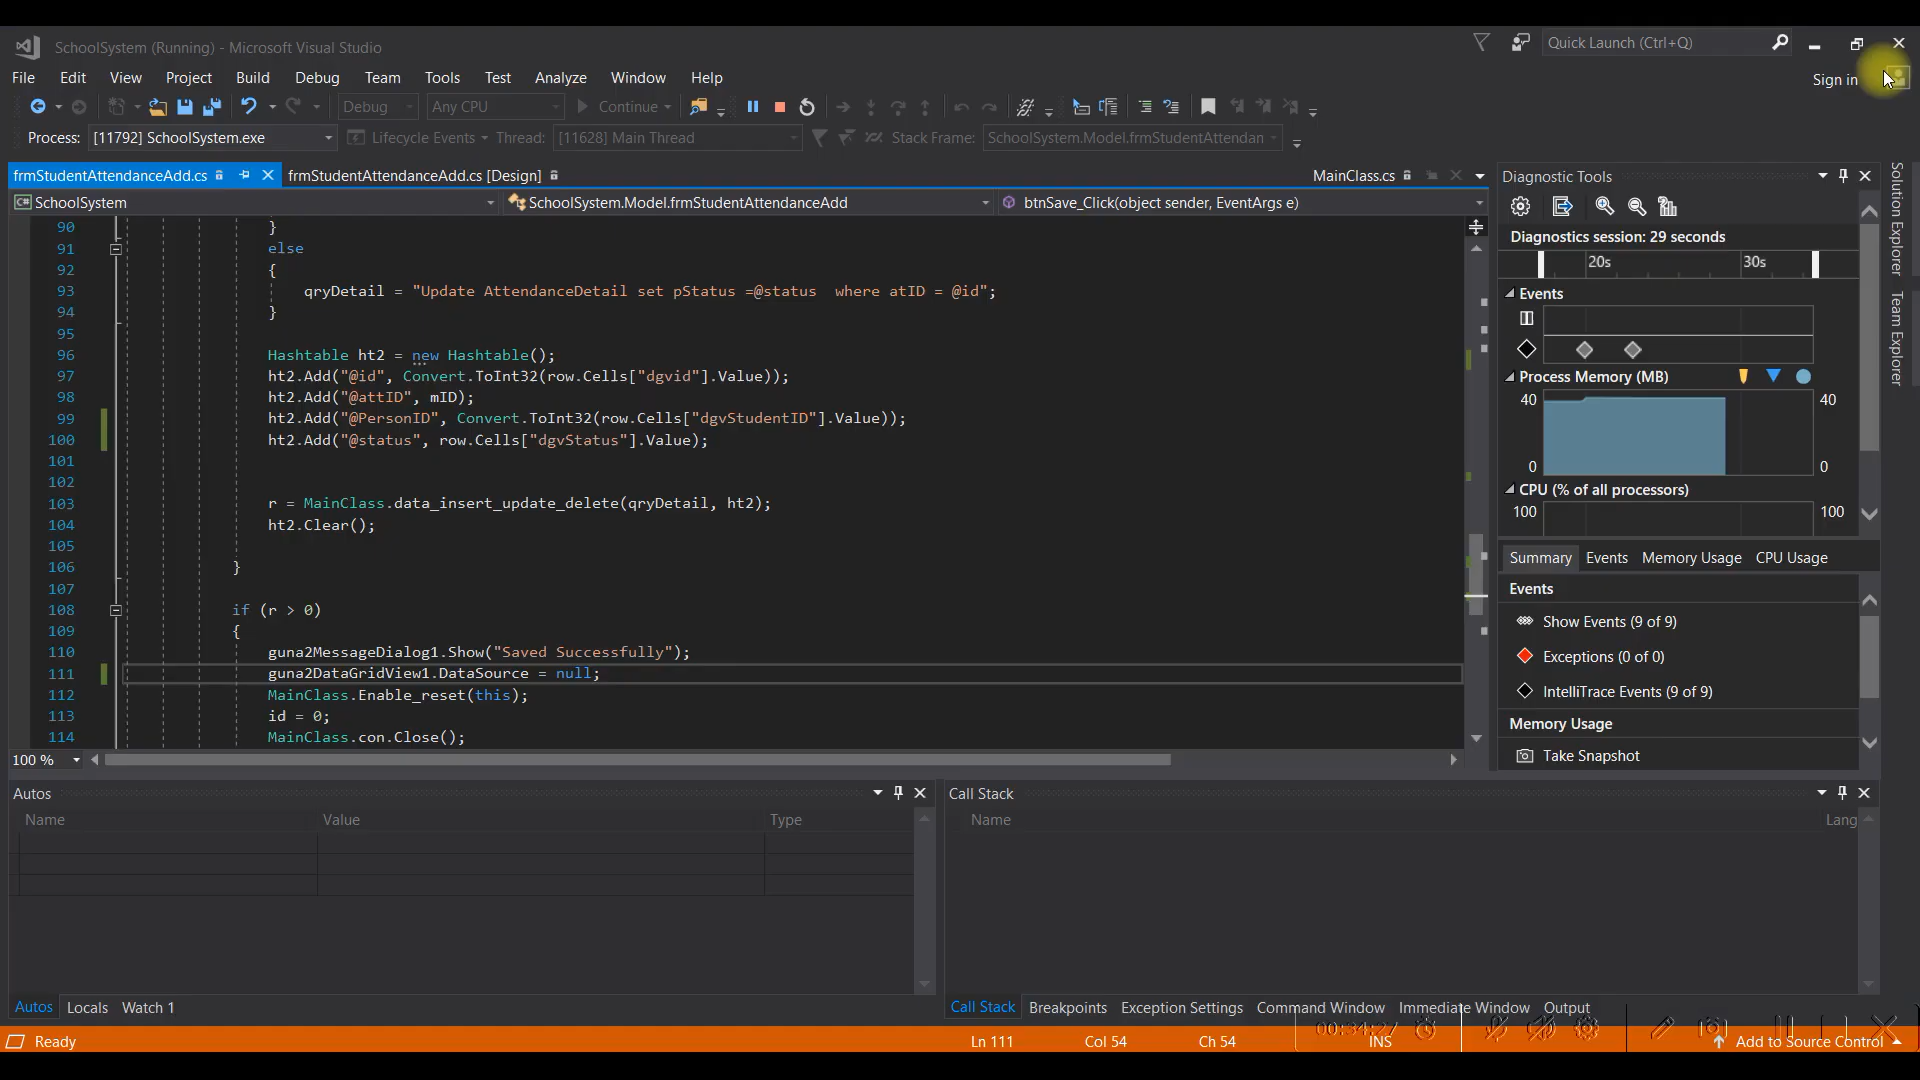 SchoolSystem (Running) - Microsoft Visual Studio
Quick Launch (Ctrl+Q)
File Edit View Project Build Debug Team Tools Test Analyze Window Help
Sign in
Debug Any CPU Continue
Process: [11792] SchoolSystem.exe Lifecycle Events Thread: [11628] Main Thread Stack Frame: SchoolSystem.Model.frmStudentAttendan
frmStudentAttendanceAdd.cs frmStudentAttendanceAdd.cs [Design] MainClass.cs
SchoolSystem SchoolSystem.Model.frmStudentAttendanceAdd btnSave_Click(object sender, EventArgs e)
90 }
91 else
92 {
93 qryDetail = "Update AttendanceDetail set pStatus =@status  where atID = @id";
94 }
95
96 Hashtable ht2 = new Hashtable();
97 ht2.Add("@id", Convert.ToInt32(row.Cells["dgvid"].Value));
98 ht2.Add("@attID", mID);
99 ht2.Add("@PersonID", Convert.ToInt32(row.Cells["dgvStudentID"].Value));
100 ht2.Add("@status", row.Cells["dgvStatus"].Value);
101
102
103 r = MainClass.data_insert_update_delete(qryDetail, ht2);
104 ht2.Clear();
105
106 }
107
108 if (r > 0)
109 {
110 guna2MessageDialog1.Show("Saved Successfully");
111 guna2DataGridView1.DataSource = null;
112 MainClass.Enable_reset(this);
113 id = 0;
114 MainClass.con.Close();
100 %
Diagnostic Tools
Diagnostics session: 29 seconds
20s 30s
Events
Process Memory (MB)
40 40
0 0
CPU (% of all processors)
100 100
Summary Events Memory Usage CPU Usage
Events
Show Events (9 of 9)
Exceptions (0 of 0)
IntelliTrace Events (9 of 9)
Memory Usage
Take Snapshot
Solution Explorer
Team Explorer
Autos
Name Value Type
Autos Locals Watch 1
Call Stack
Name Lang
Call Stack Breakpoints Exception Settings Command Window Immediate Window Output
00:34:27
Ready Ln 111 Col 54 Ch 54 INS Add to Source Control